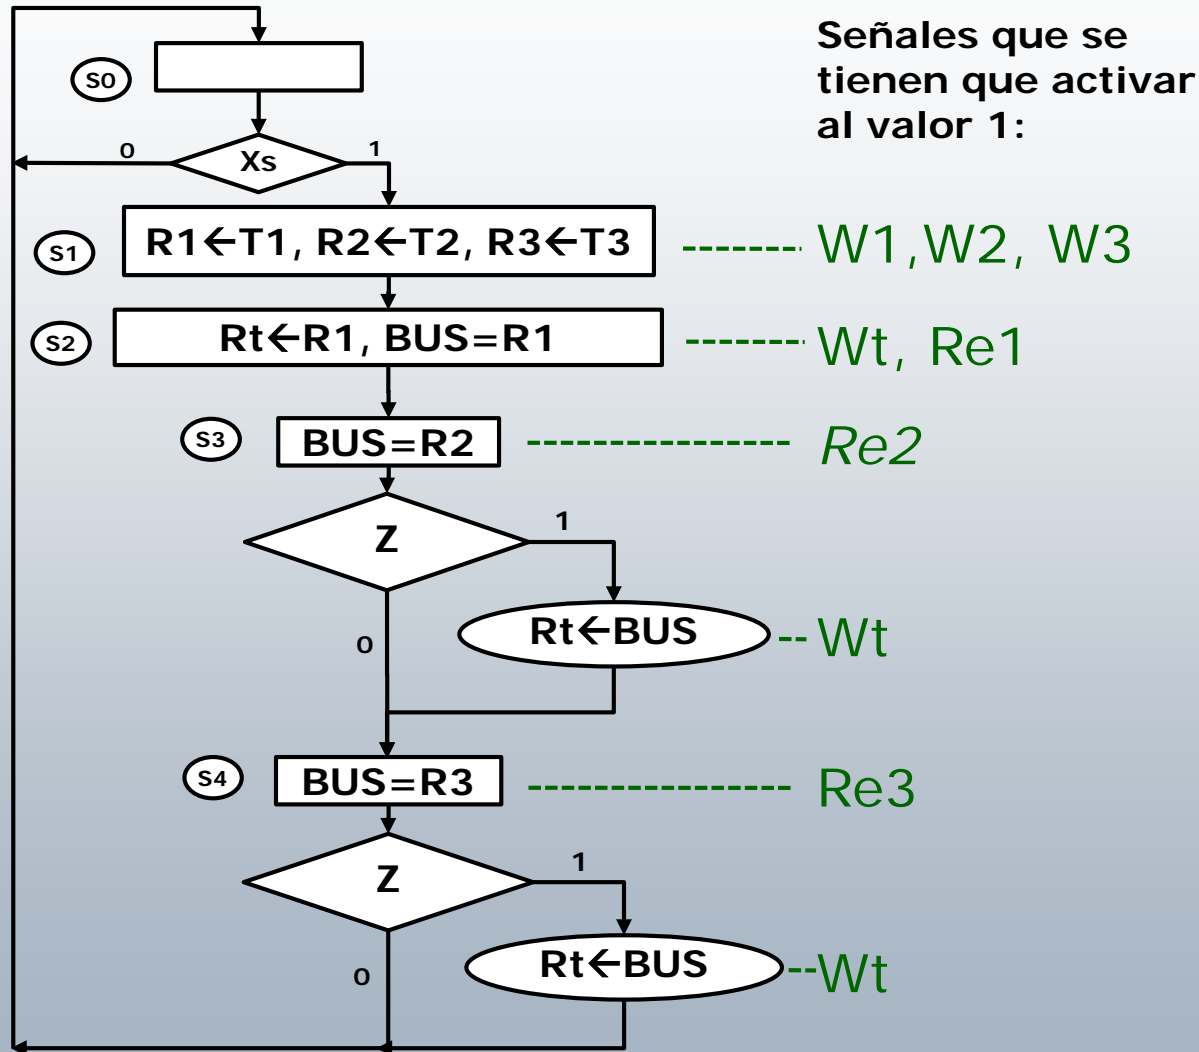 Señales que se
tienen que activar
al valor 1:
S0
0
Xs
1
S1
R1←T1, R2←T2, R3←T3
W1,W2, W3
S2
Rt←R1, BUS=R1
Wt, Re1
S3
BUS=R2
Re2
Z
1
0
Rt←BUS
Wt
S4
BUS=R3
Re3
Z
1
0
Rt←BUS
Wt